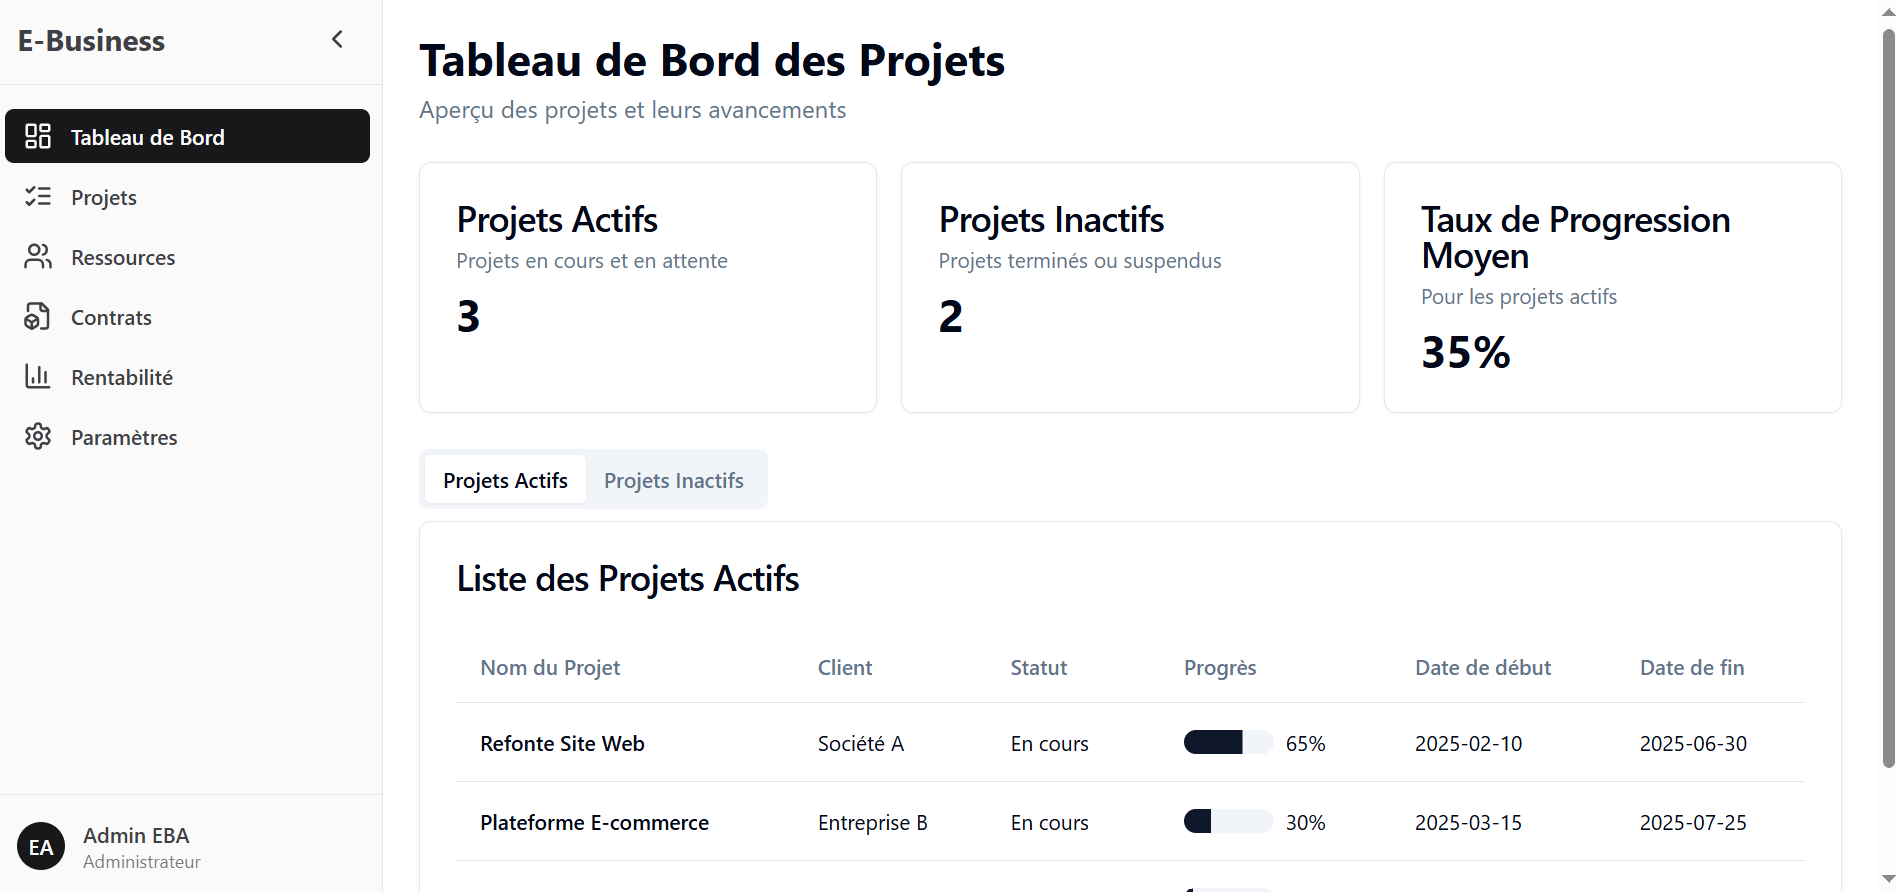 E-Business
Tableau de Bord
Projets
Ressources
Contrats
Rentabilité
Paramètres
EA
Admin EBA
Administrateur
Tableau de Bord des Projets
Aperçu des projets et leurs avancements
Projets Actifs
Projets en cours et en attente
3
Projets Inactifs
Projets terminés ou suspendus
2
Taux de Progression
Moyen
Pour les projets actifs
35%
Projets Actifs Projets Inactifs
Liste des Projets Actifs
Nom du Projet Client Statut Progrès Date de début Date de fin
Refonte Site Web Société A En cours 65% 2025-02-10 2025-06-30
Plateforme E-commerce Entreprise B En cours 30% 2025-03-15 2025-07-25